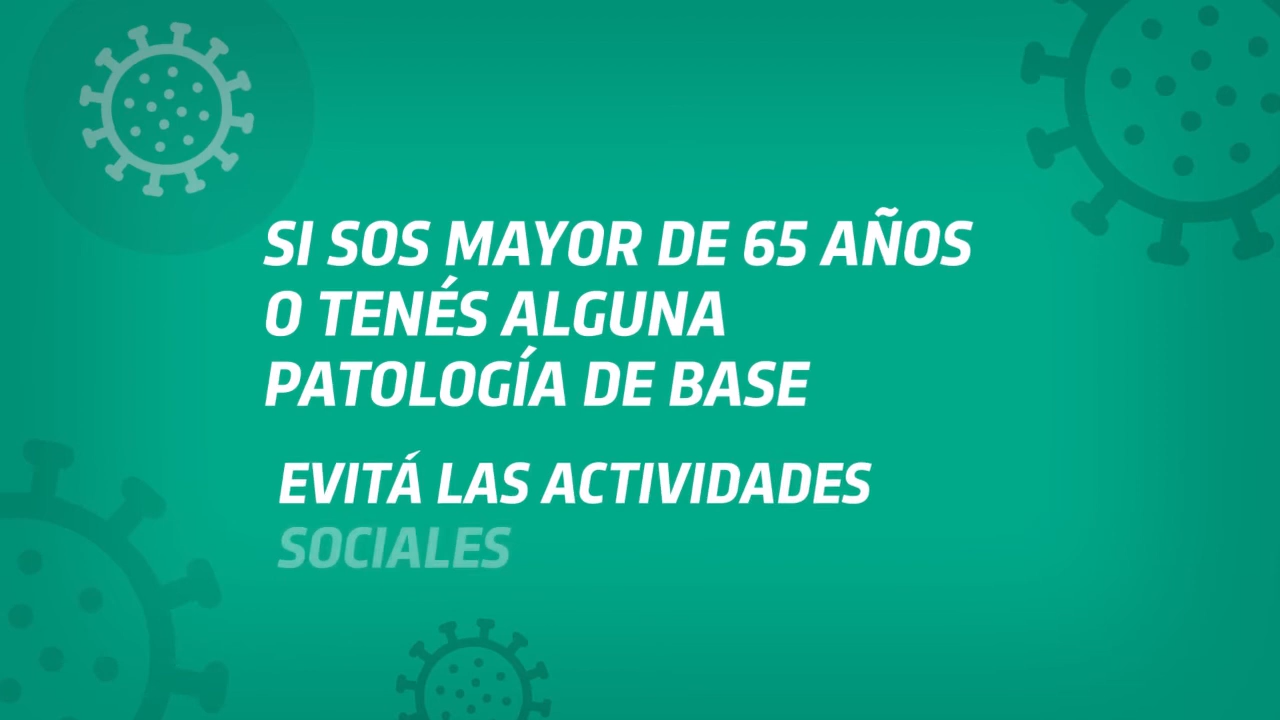 SI SOS MAYOR DE 65 AÑOS
O TENÉS ALGUNA
PATOLOGÍA DE BASE
EVITÁ LAS ACTIVIDADES
SOCIALES